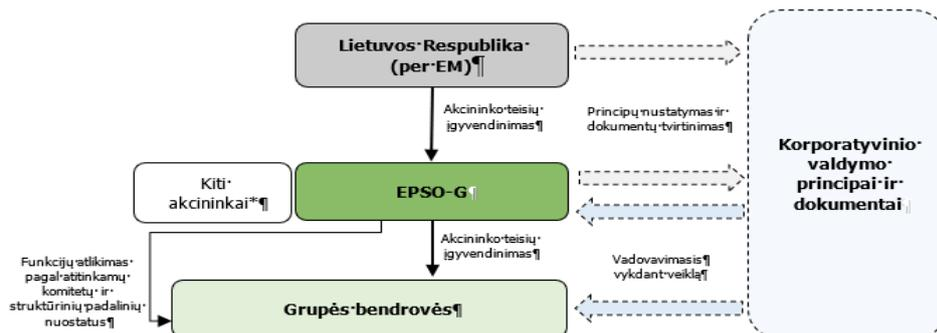 Lietuvos·Respublika·
(per·EM)¶
Akcininko·teisių·
įgyvendinimas¶
Principų·nustatymas·ir·
dokumentų·tvirtinimas¶
Korporatyvinio·
valdymo·
principai·ir·
dokumentai¶
Kiti·
akcininkai*¶
EPSO-G¶
Akcininko·teisių·
įgyvendinimas¶
Funkcijų·atlikimas·
pagal·atitinkamų·
komitetų·ir·
struktūrinių·padalinių·
nuostatus¶
Vadovavimasis¶
vykdant·veiklą¶
Grupės·bendrovės¶